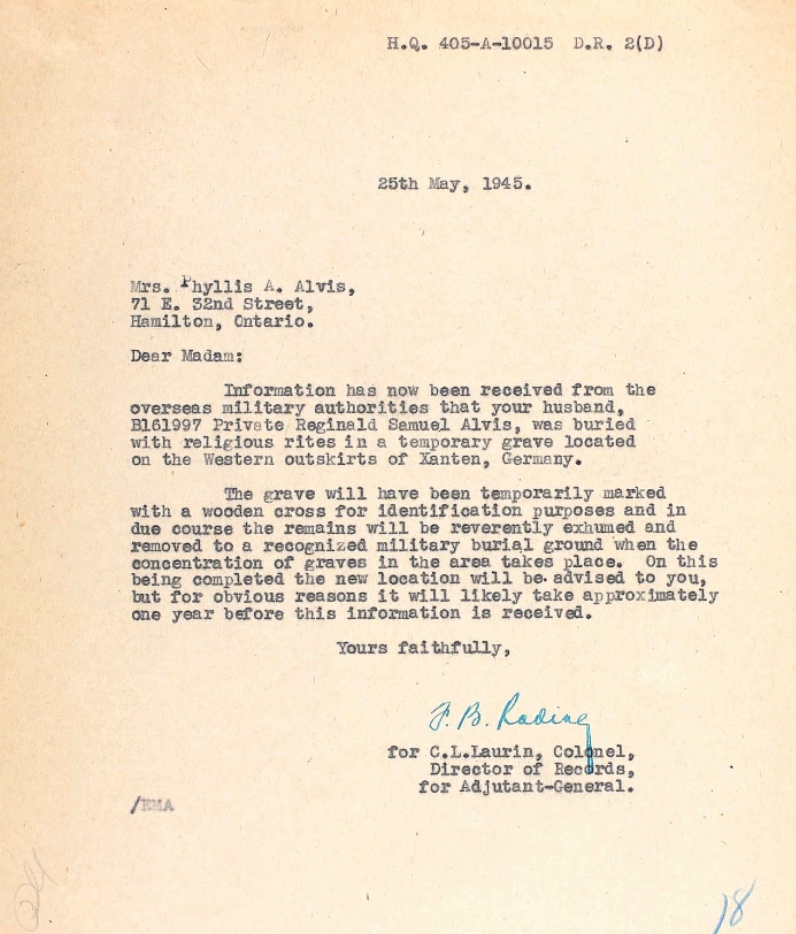 H.Q. 405-A-10015 D.R. 2(D)
25th May, 1945.
Mrs. Phyllis A. Alvis,
71 E. 32nd Street,
Hamilton, Ontario.
Dear Madam:
Information has now been received from the
overseas military authorities that your husband,
B161997 Private Reginald Samuel Alvis, was buried
with religious rites in a temporary grave located
on the Western outskirts of Xanten, Germany.
The grave will have been temporarily marked
with a wooden cross for identification purposes and in
due course the remains will be reverently exhumed and
removed to a recognized military burial ground when the
concentration of graves in the area takes place. On this
being completed the new location will be advised to you,
but for obvious reasons it will likely take approximately
one year before this information is received.
Yours faithfully,
F. B.
for C.L.Laurin, Colonel,
Director of Records,
for Adjutant-General.
18